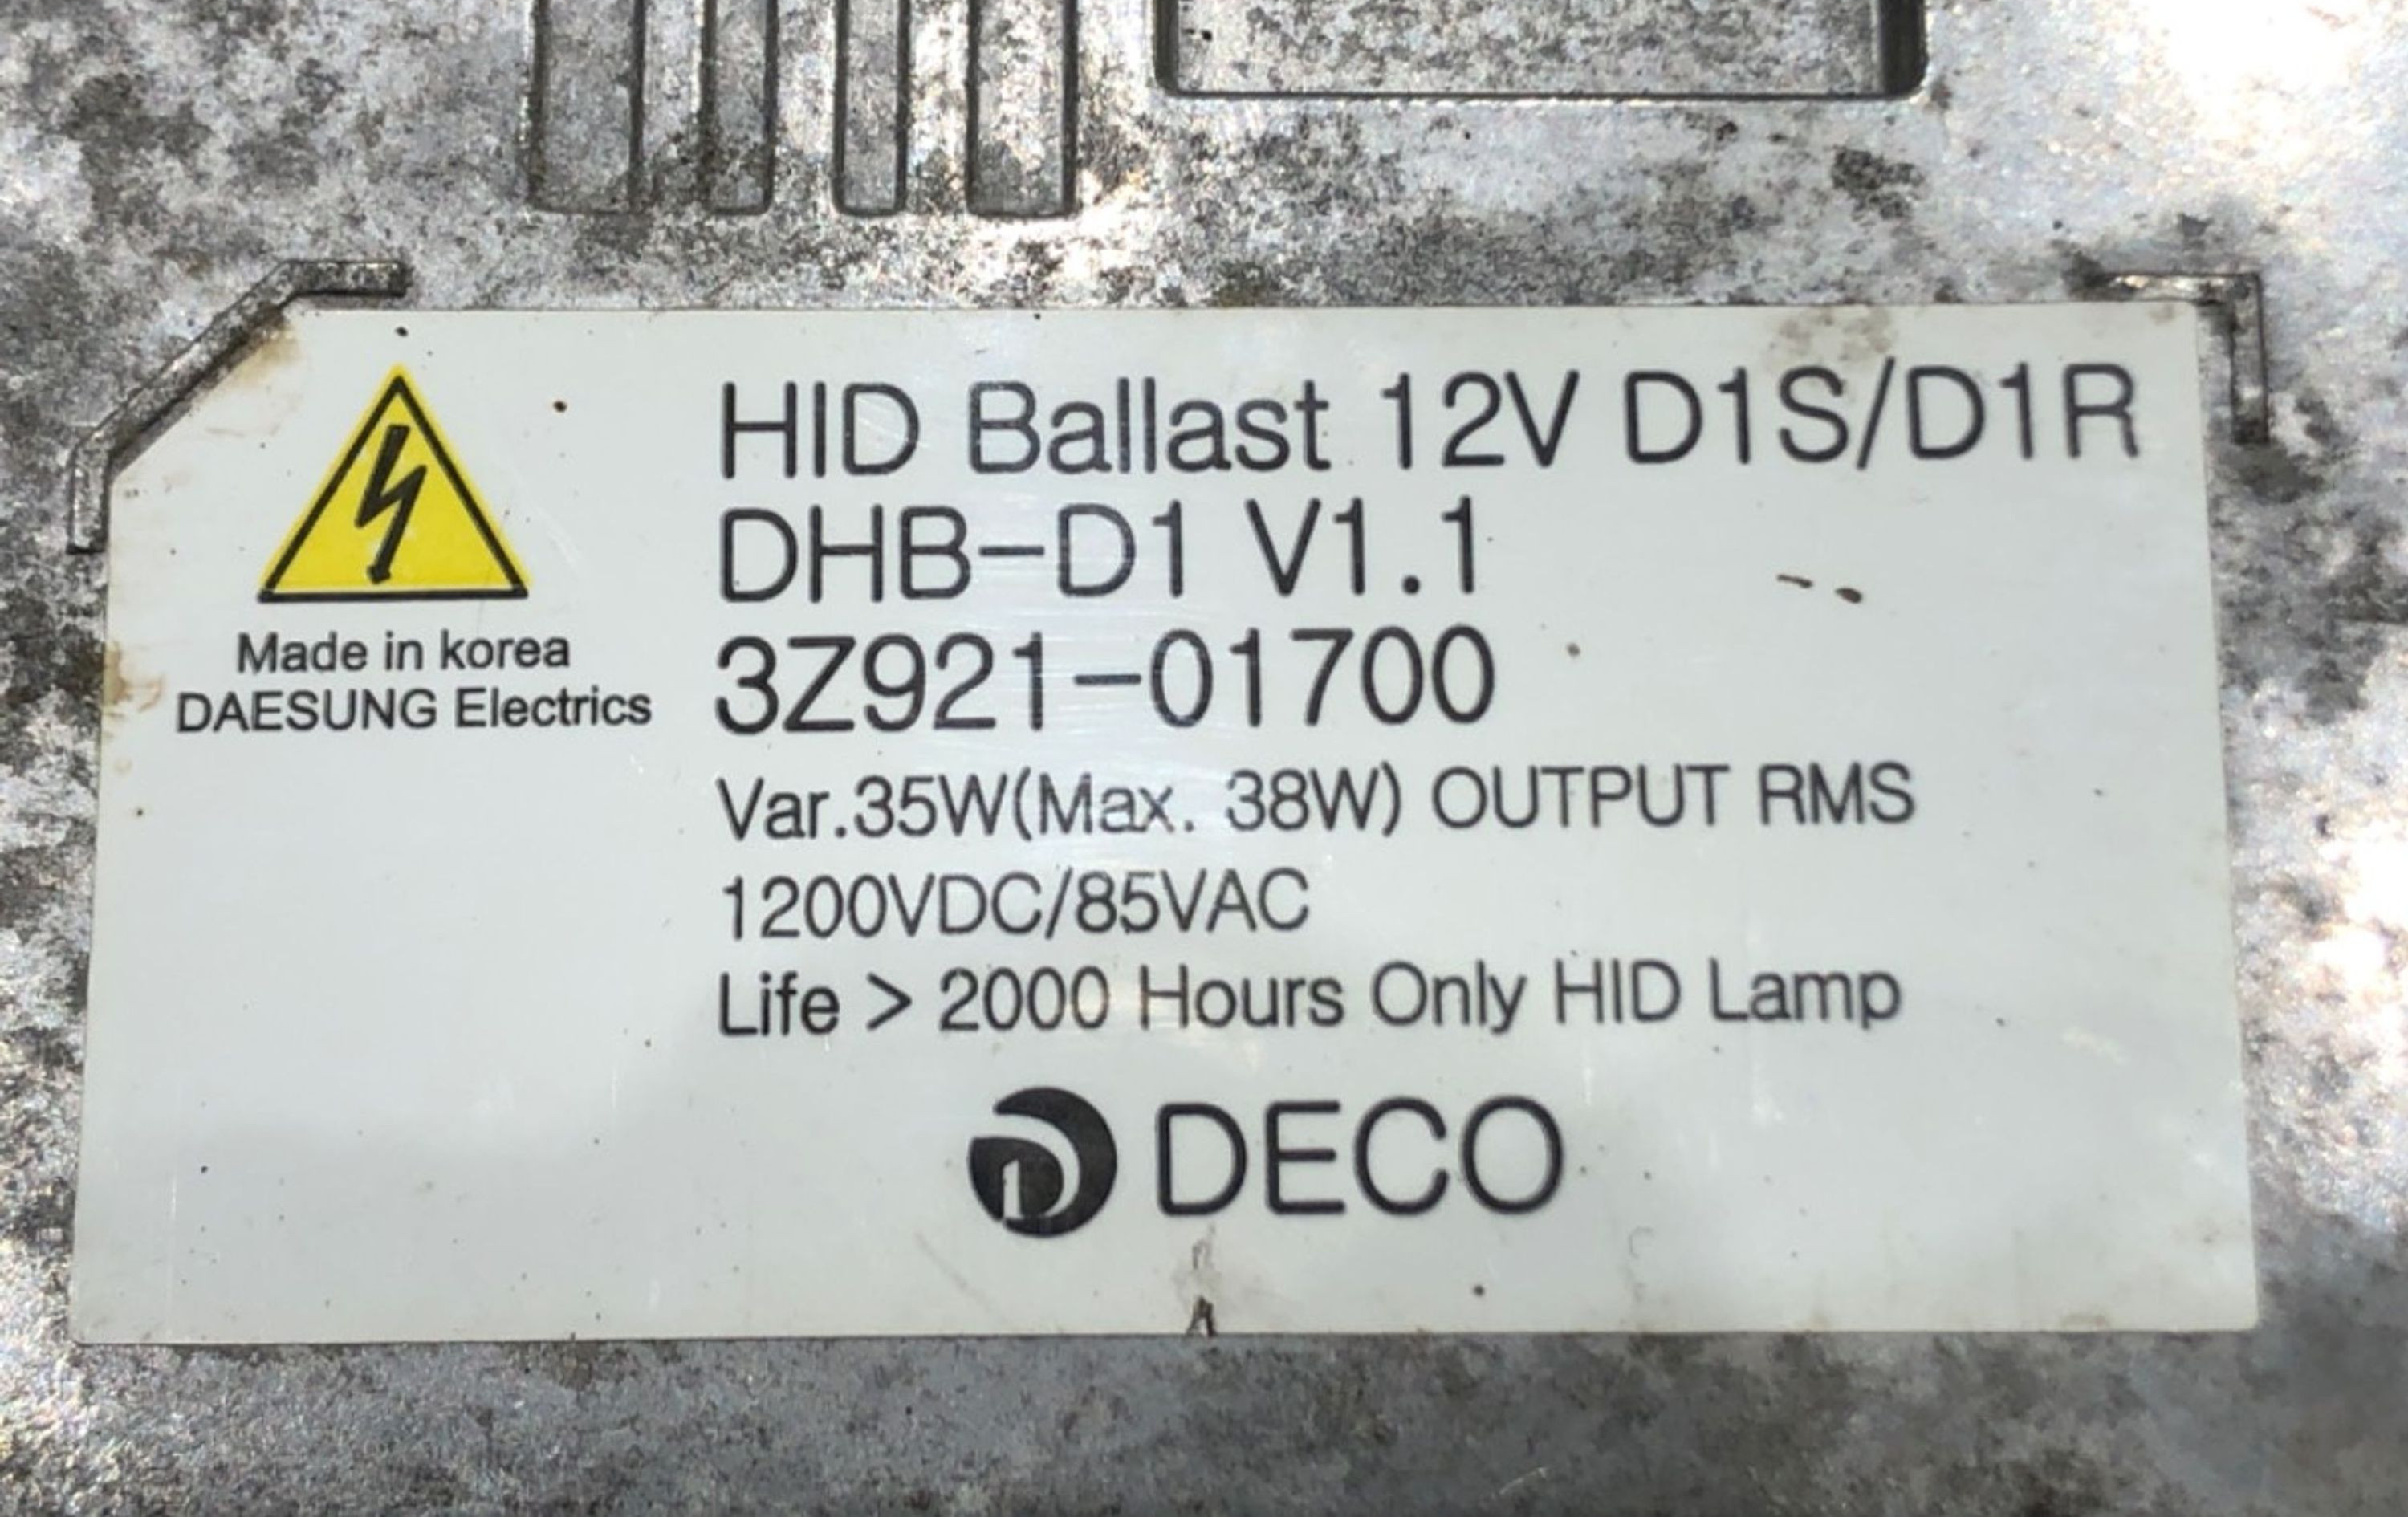 HID Ballast 12V D1S/D1R
DHB-D1 V1.1
3Z921-01700
Made in korea
DAESUNG Electrics
Var.35W(Max. 38W) OUTPUT RMS
1200VDC/85VAC
Life > 2000 Hours Only HID Lamp
DECO